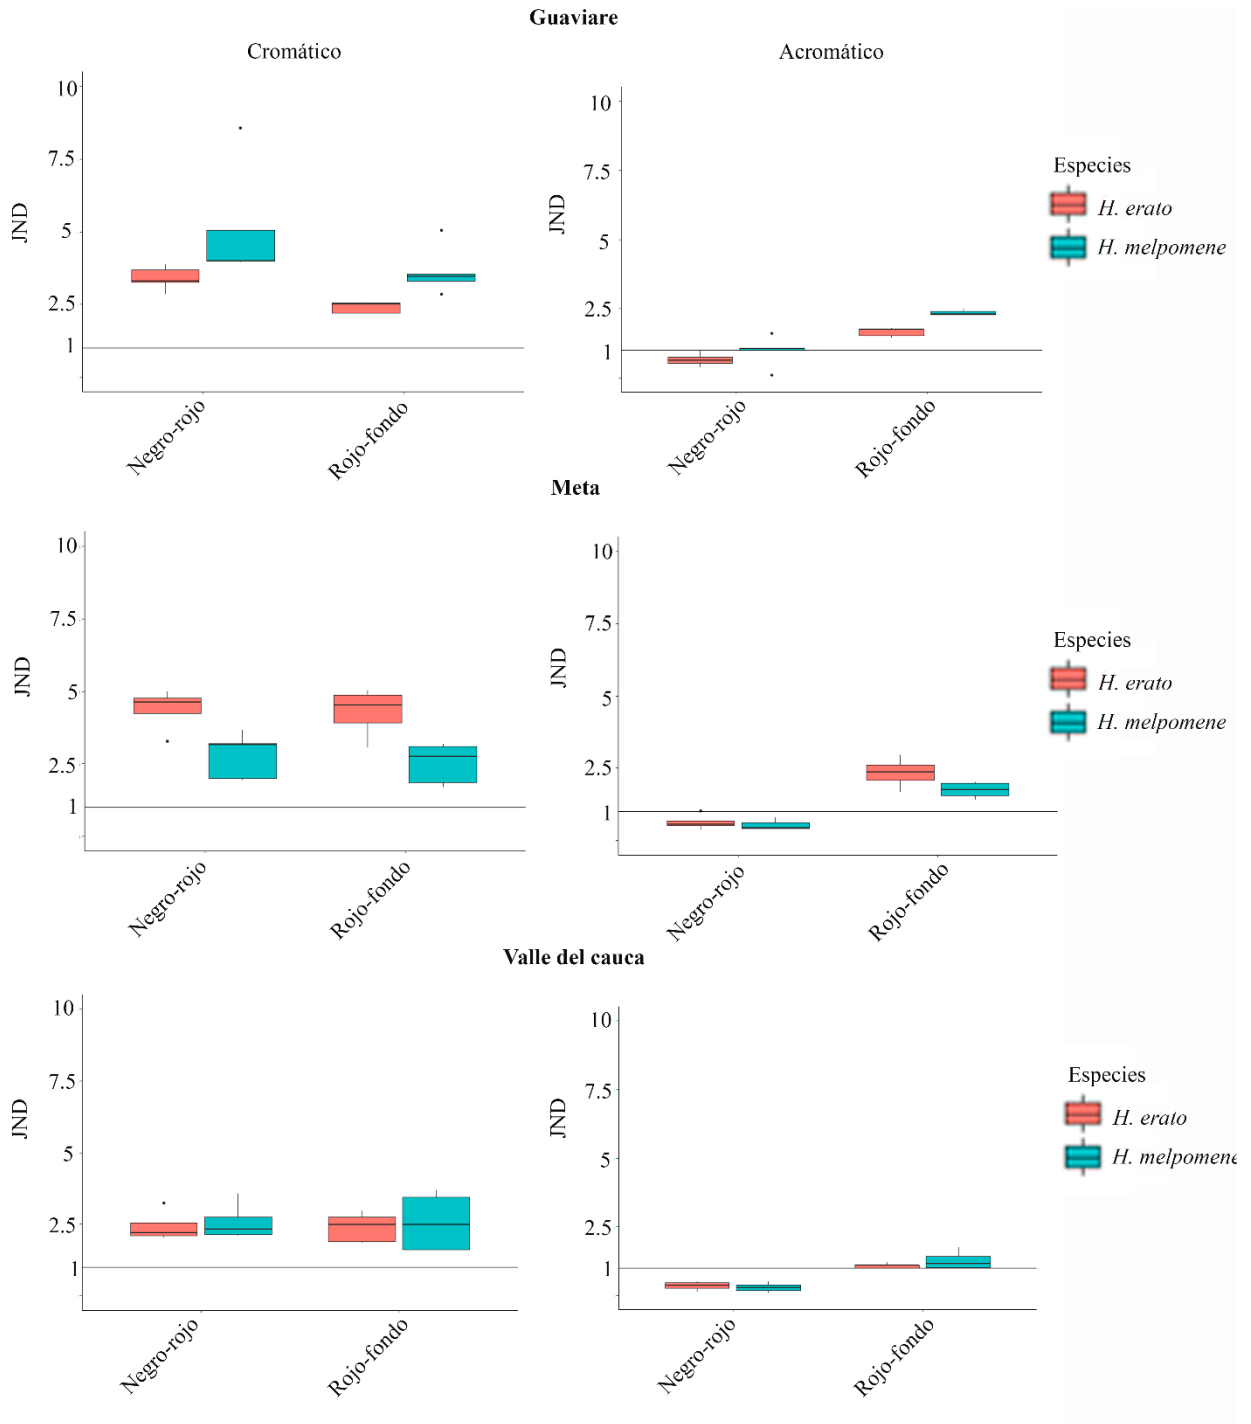 Guaviare
Cromático
Acromático
10
7.5
5
2.5
1
JND
Negro-rojo
Rojo-fondo
10
7.5
5
2.5
1
JND
Negro-rojo
Rojo-fondo
Especies
H. erato
H. melpomene
Meta
10
7.5
5
2.5
1
JND
Negro-rojo
Rojo-fondo
10
7.5
5
2.5
1
JND
Negro-rojo
Rojo-fondo
Especies
H. erato
H. melpomene
Valle del cauca
10
7.5
5
2.5
1
JND
Negro-rojo
Rojo-fondo
10
7.5
5
2.5
1
JND
Negro-rojo
Rojo-fondo
Especies
H. erato
H. melpomene